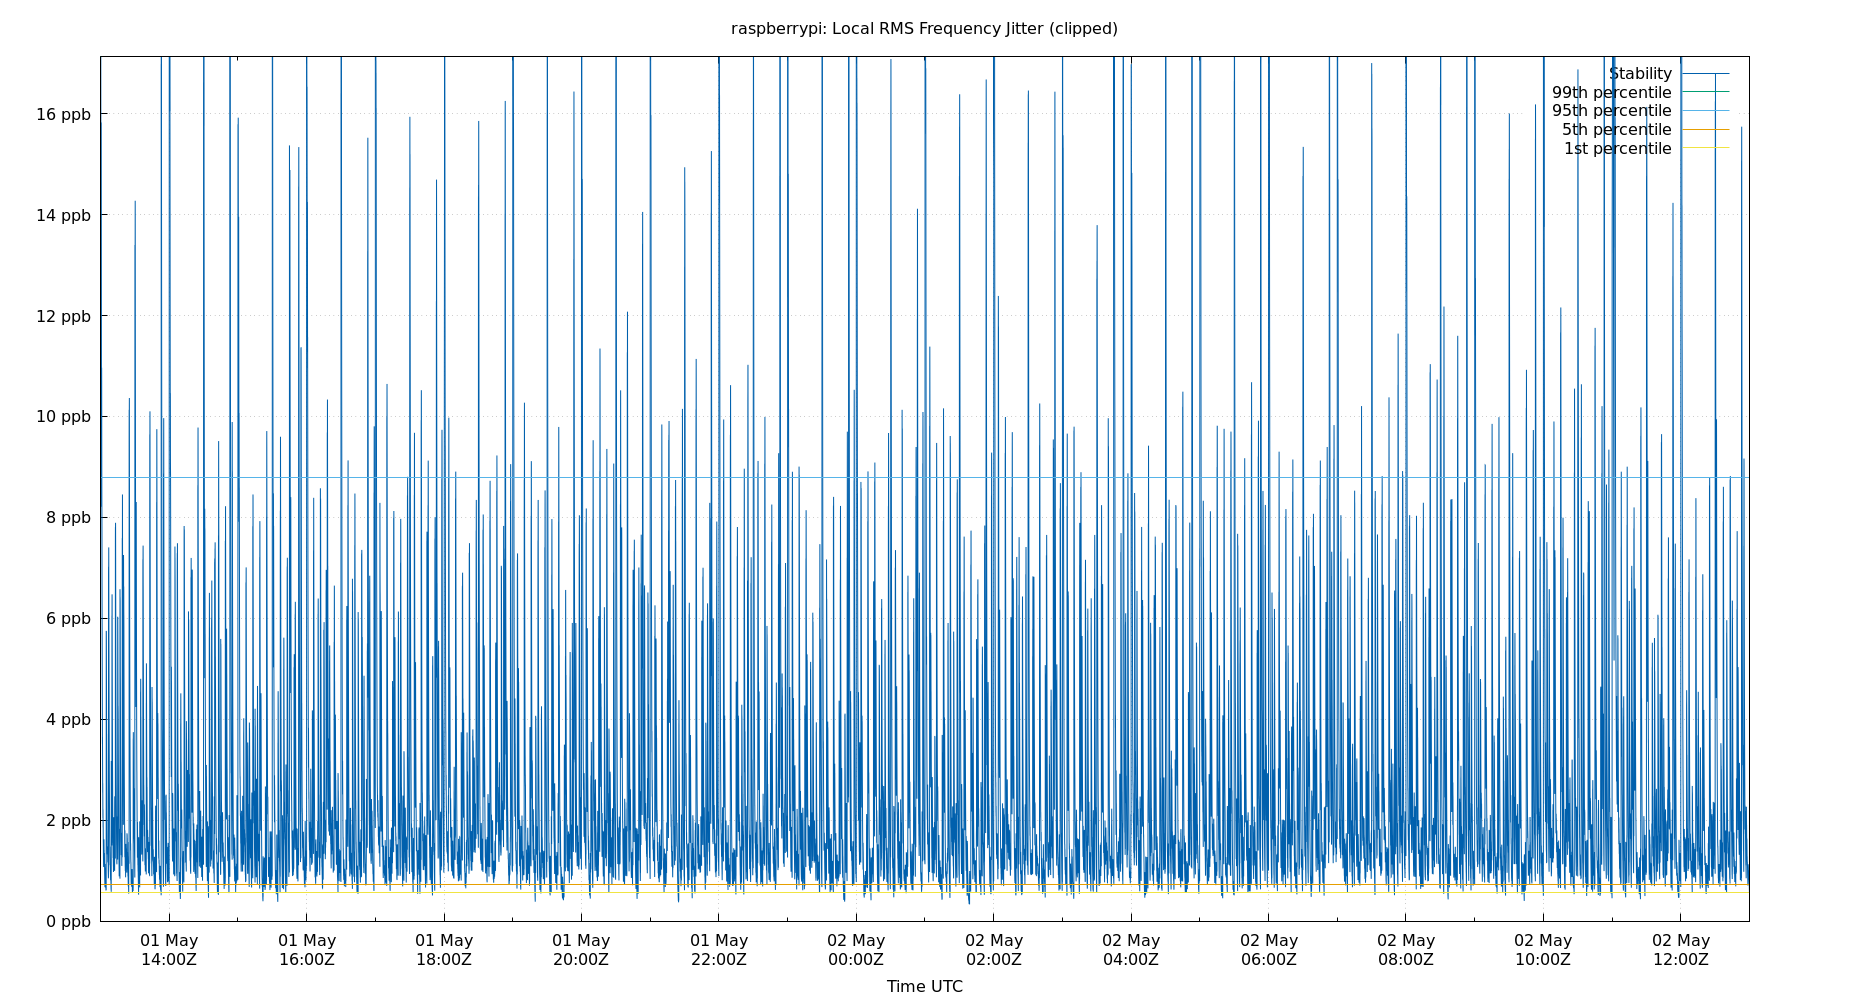 raspberrypi: Local RMS Frequency Jitter (clipped)
Stability
99th percentile
95th percentile
5th percentile
1st percentile
16 ppb
14 ppb
12 ppb
10 ppb
8 ppb
6 ppb
4 ppb
2 ppb
0 ppb
01 May 01 May 01 May 01 May 01 May 02 May 02 May 02 May 02 May 02 May 02 May 02 May
14:00Z 16:00Z 18:00Z 20:00Z 22:00Z 00:00Z 02:00Z 04:00Z 06:00Z 08:00Z 10:00Z 12:00Z
Time UTC